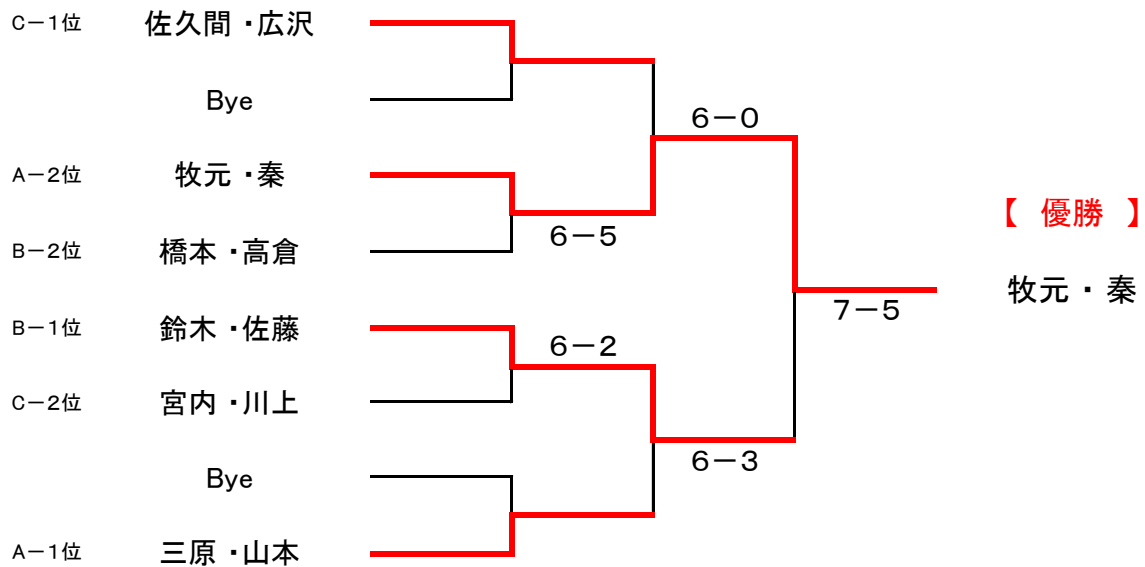 C－1位 佐久間・広沢
Bye
6－0
A－2位 牧元・秦
【 優勝 】
6－5
B－2位 橋本・高倉
牧元・秦
7－5
B－1位 鈴木・佐藤
6－2
C－2位 宮内・川上
6－3
Bye
A－1位 三原・山本